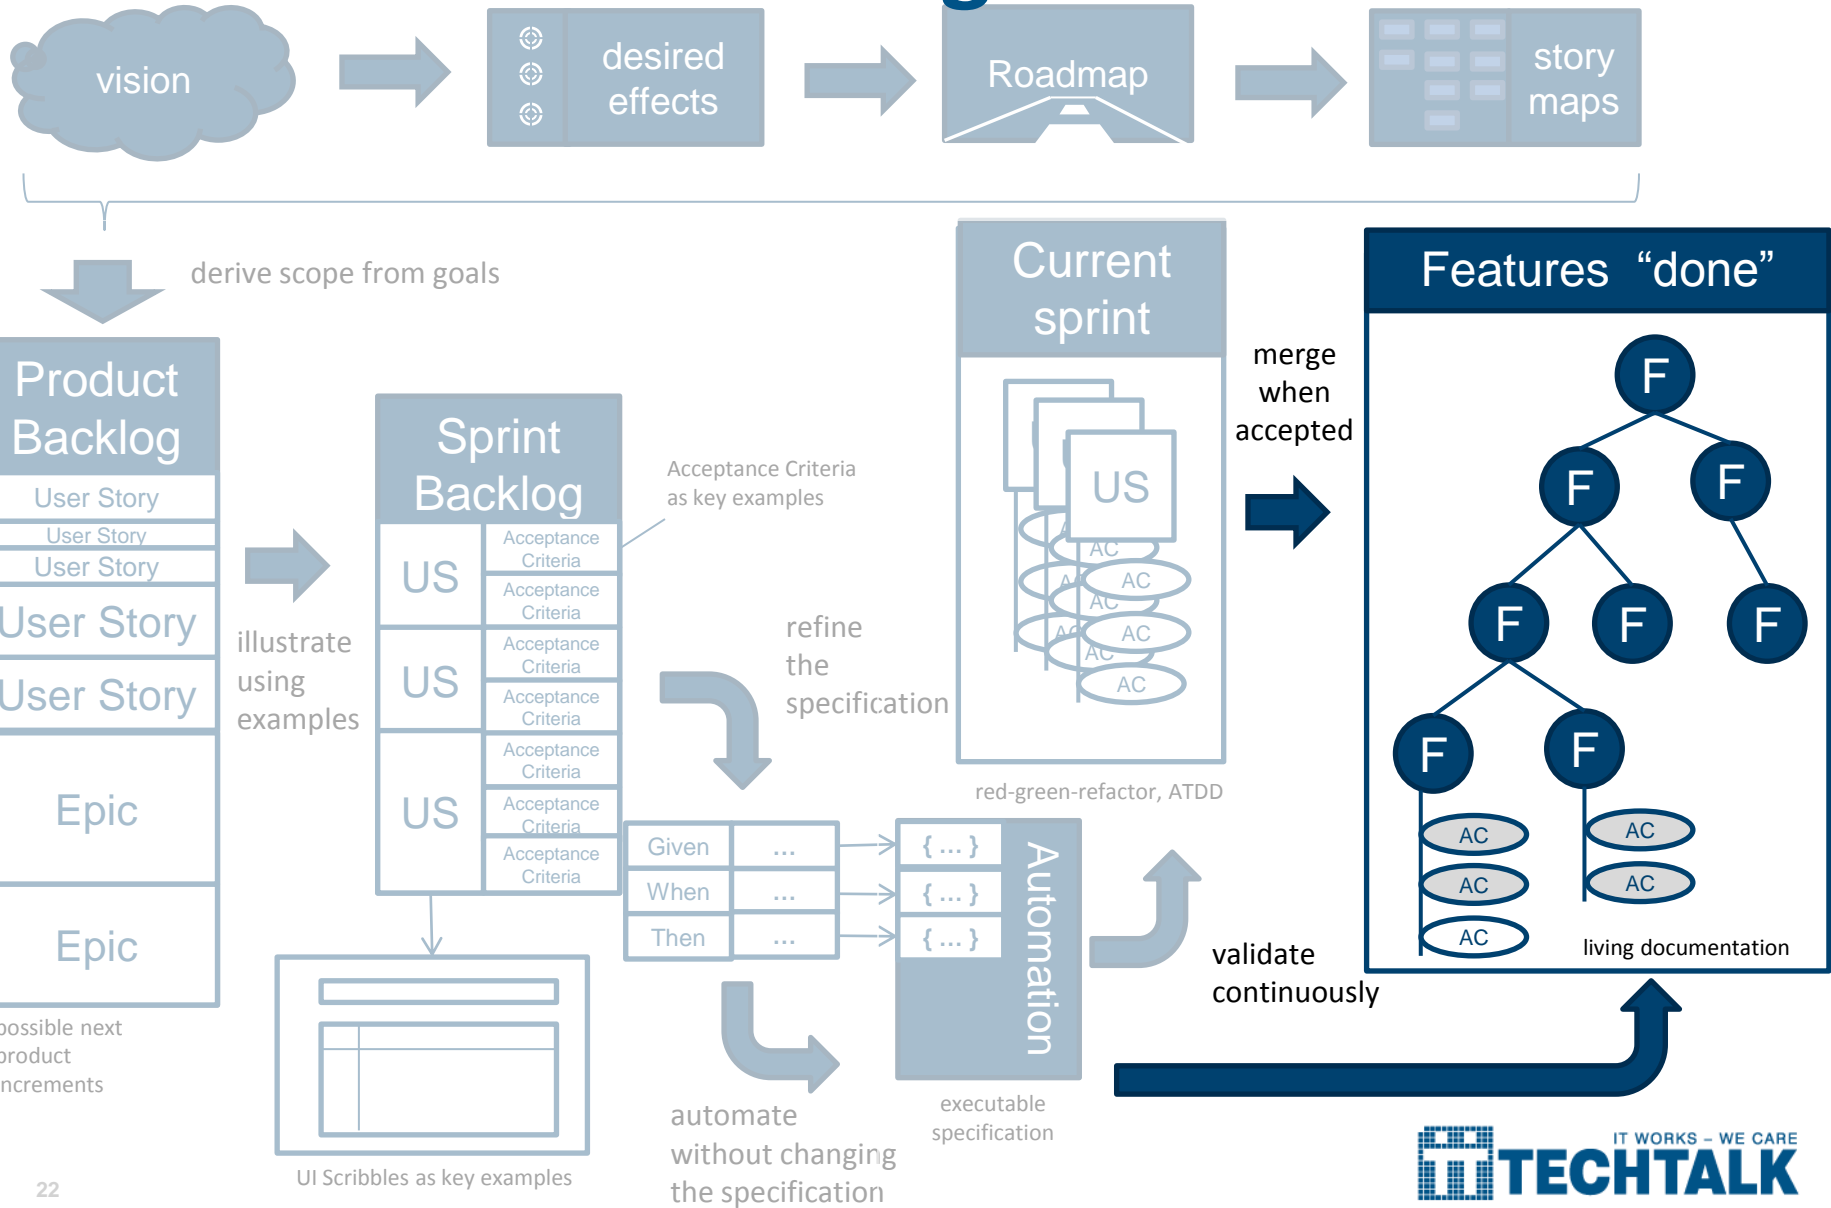 g
vision
desired
effects
Roadmap
story
maps
derive scope from goals
Product
Backlog
User Story
User Story
User Story
User Story
User Story
Epic
Epic
possible next
product
increments
illustrate
using
examples
Sprint
Backlog
US
Acceptance
Criteria
Acceptance
Criteria
US
Acceptance
Criteria
Acceptance
Criteria
US
Acceptance
Criteria
Acceptance
Criteria
Acceptance
Criteria
Acceptance Criteria
as key examples
UI Scribbles as key examples
refine
the
specification
Given
...
{ ... }
When
...
{ ... }
Then
...
{ ... }
Automation
executable
specification
automate
without changing
the specification
Current
sprint
US
AC
AC
AC
AC
AC
AC
AC
AC
red-green-refactor, ATDD
merge
when
accepted
validate
continuously
Features “done”
F
F
F
F
F
F
F
F
AC
AC
AC
AC
AC
living documentation
IT WORKS – WE CARE
TECHTALK
22